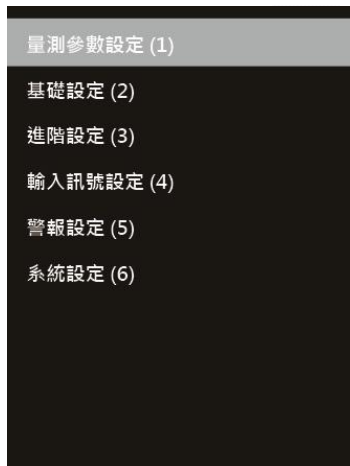 量測參數設定 (1)
基礎設定 (2)
進階設定 (3)
輸入訊號設定 (4)
警報設定 (5)
系統設定 (6)